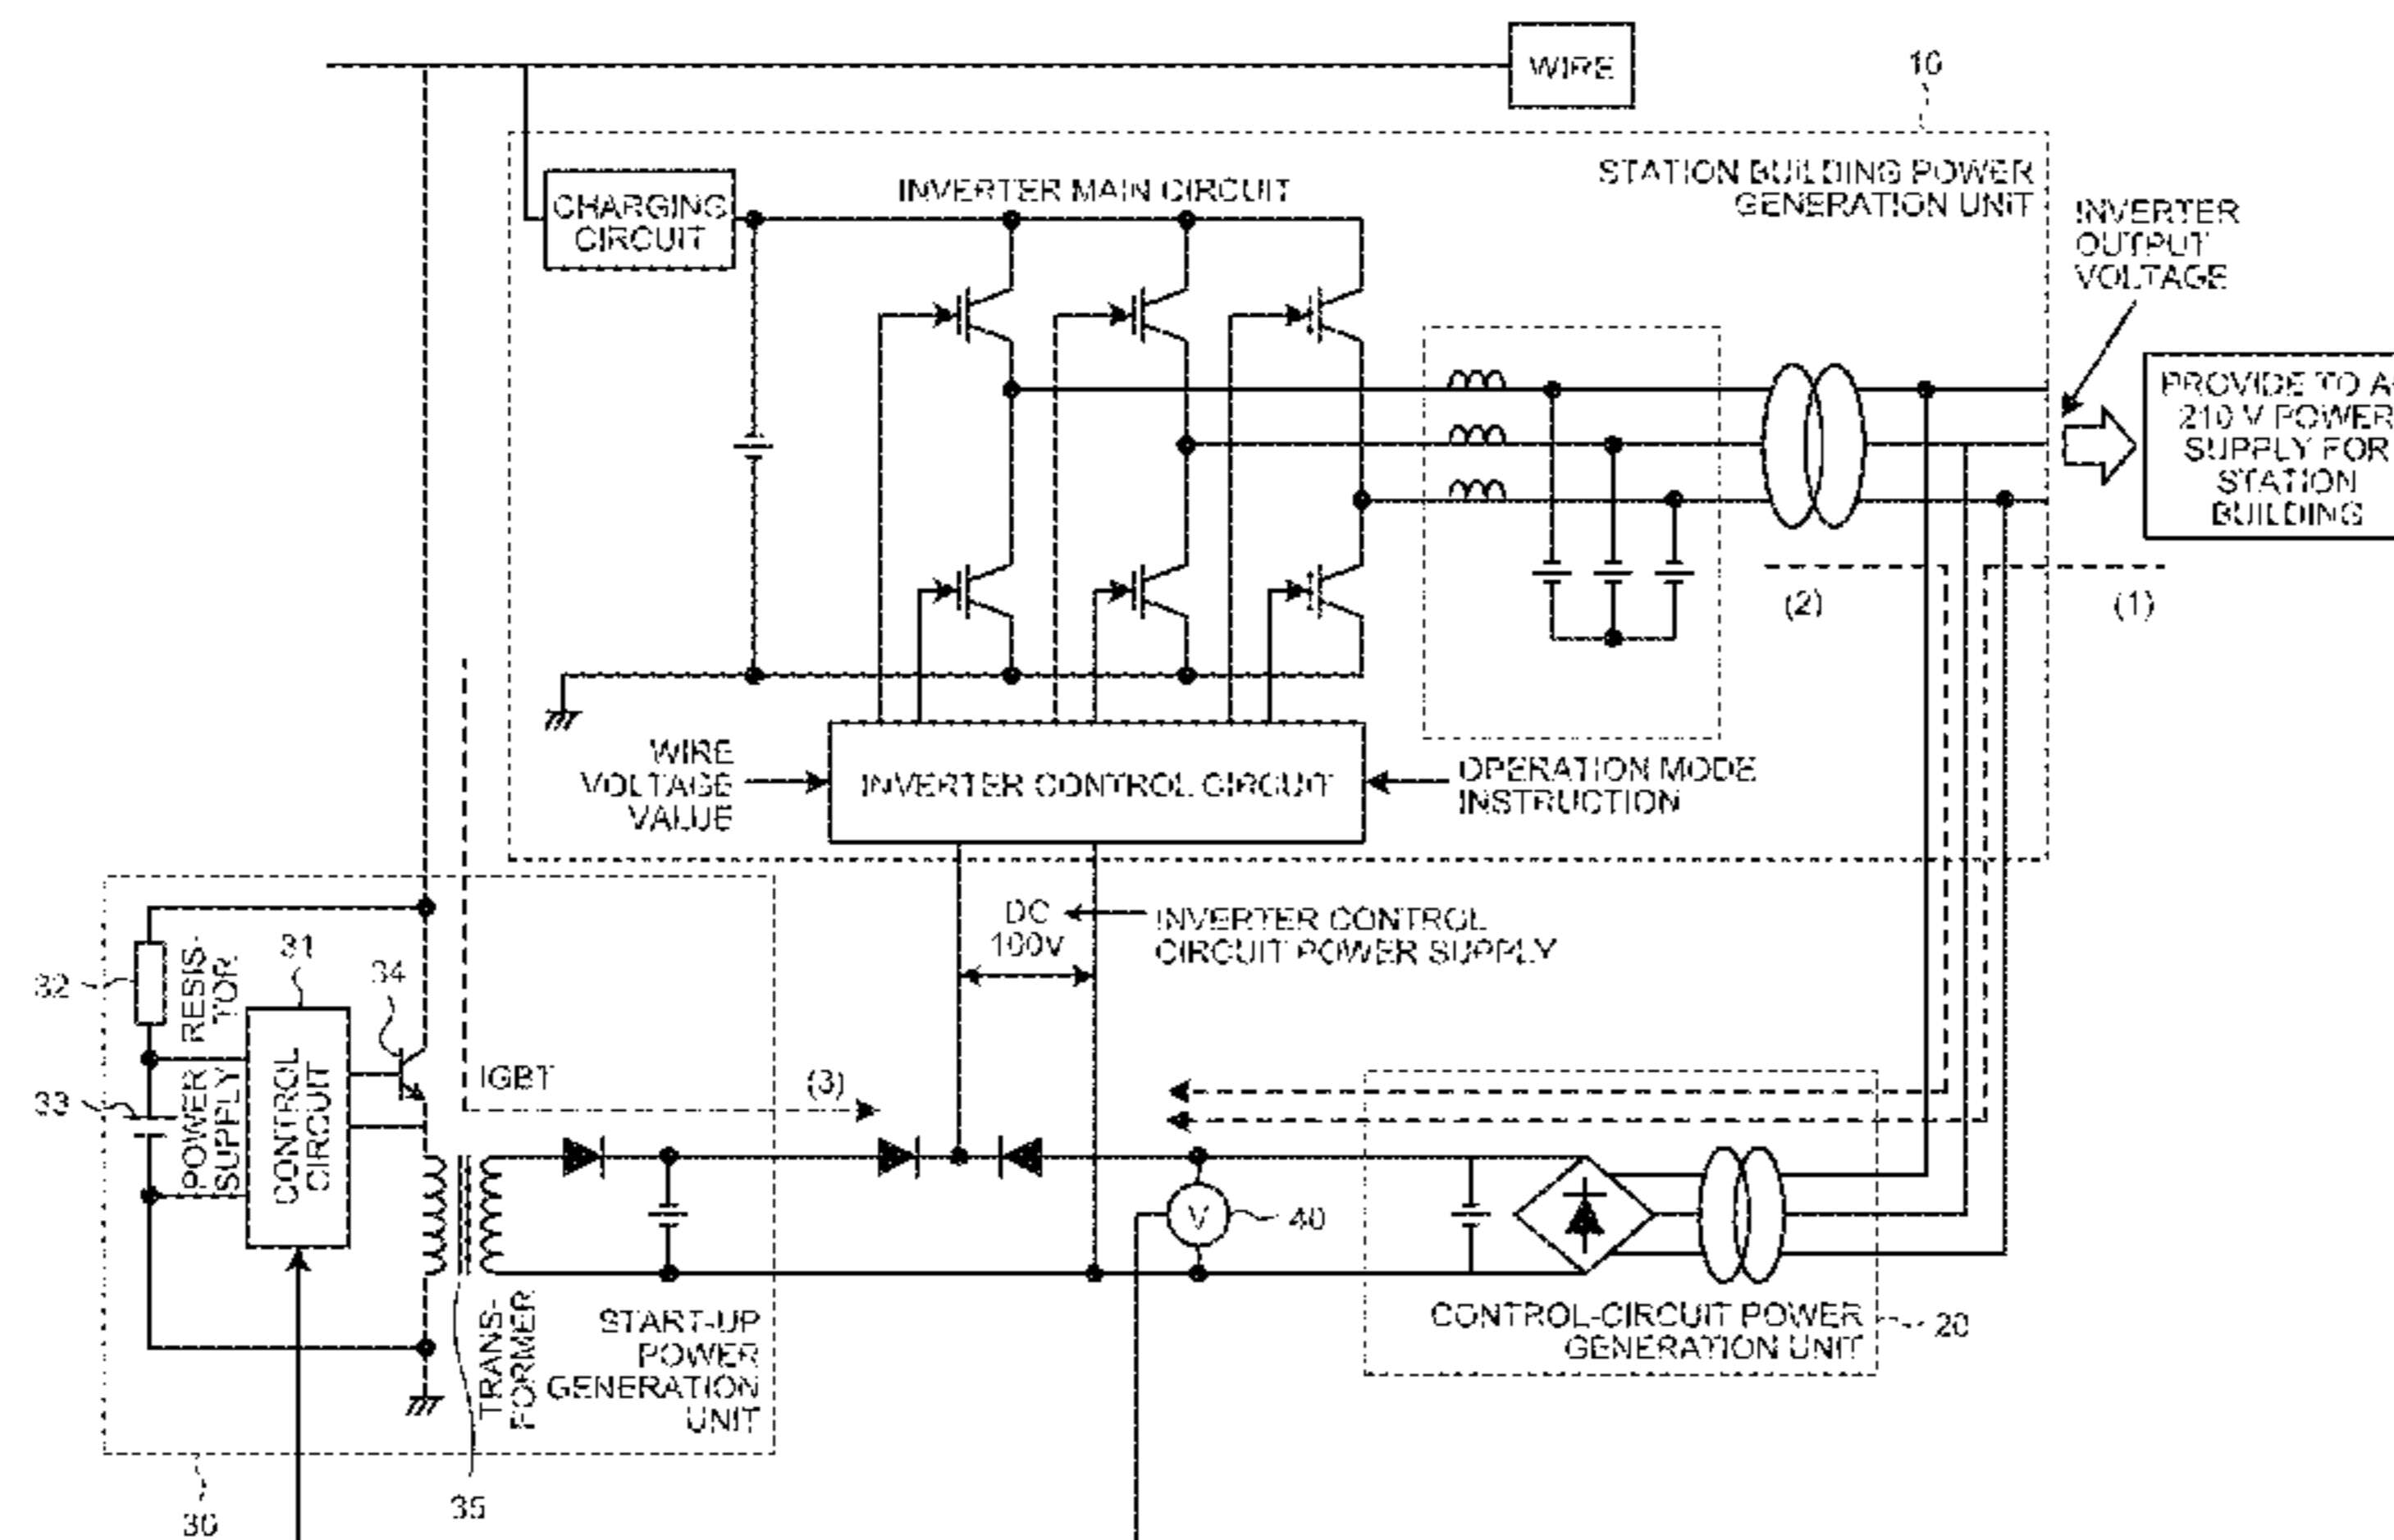 WIRE
10
STATION BUILDING POWER
GENERATION UNIT
INVERTER MAIN CIRCUIT
CHARGING
CIRCUIT
INVERTER
OUTPUT
VOLTAGE
PROVIDE TO
210 V POWER
SUPPLY FOR
STATION
BUILDING
(2)
(1)
WIRE
VOLTAGE
VALUE
INVERTER CONTROL CIRCUIT
OPERATION MODE
INSTRUCTION
DC
100V
INVERTER CONTROL
CIRCUIT POWER SUPPLY
31
34
32
RESIS-
TOR
33
POWER
SUPPLY
CONTROL
CIRCUIT
IGBT
(3)
V
40
TRANS-
FORMER
START-UP
POWER
GENERATION
UNIT
CONTROL-CIRCUIT POWER
GENERATION UNIT
20
35
30